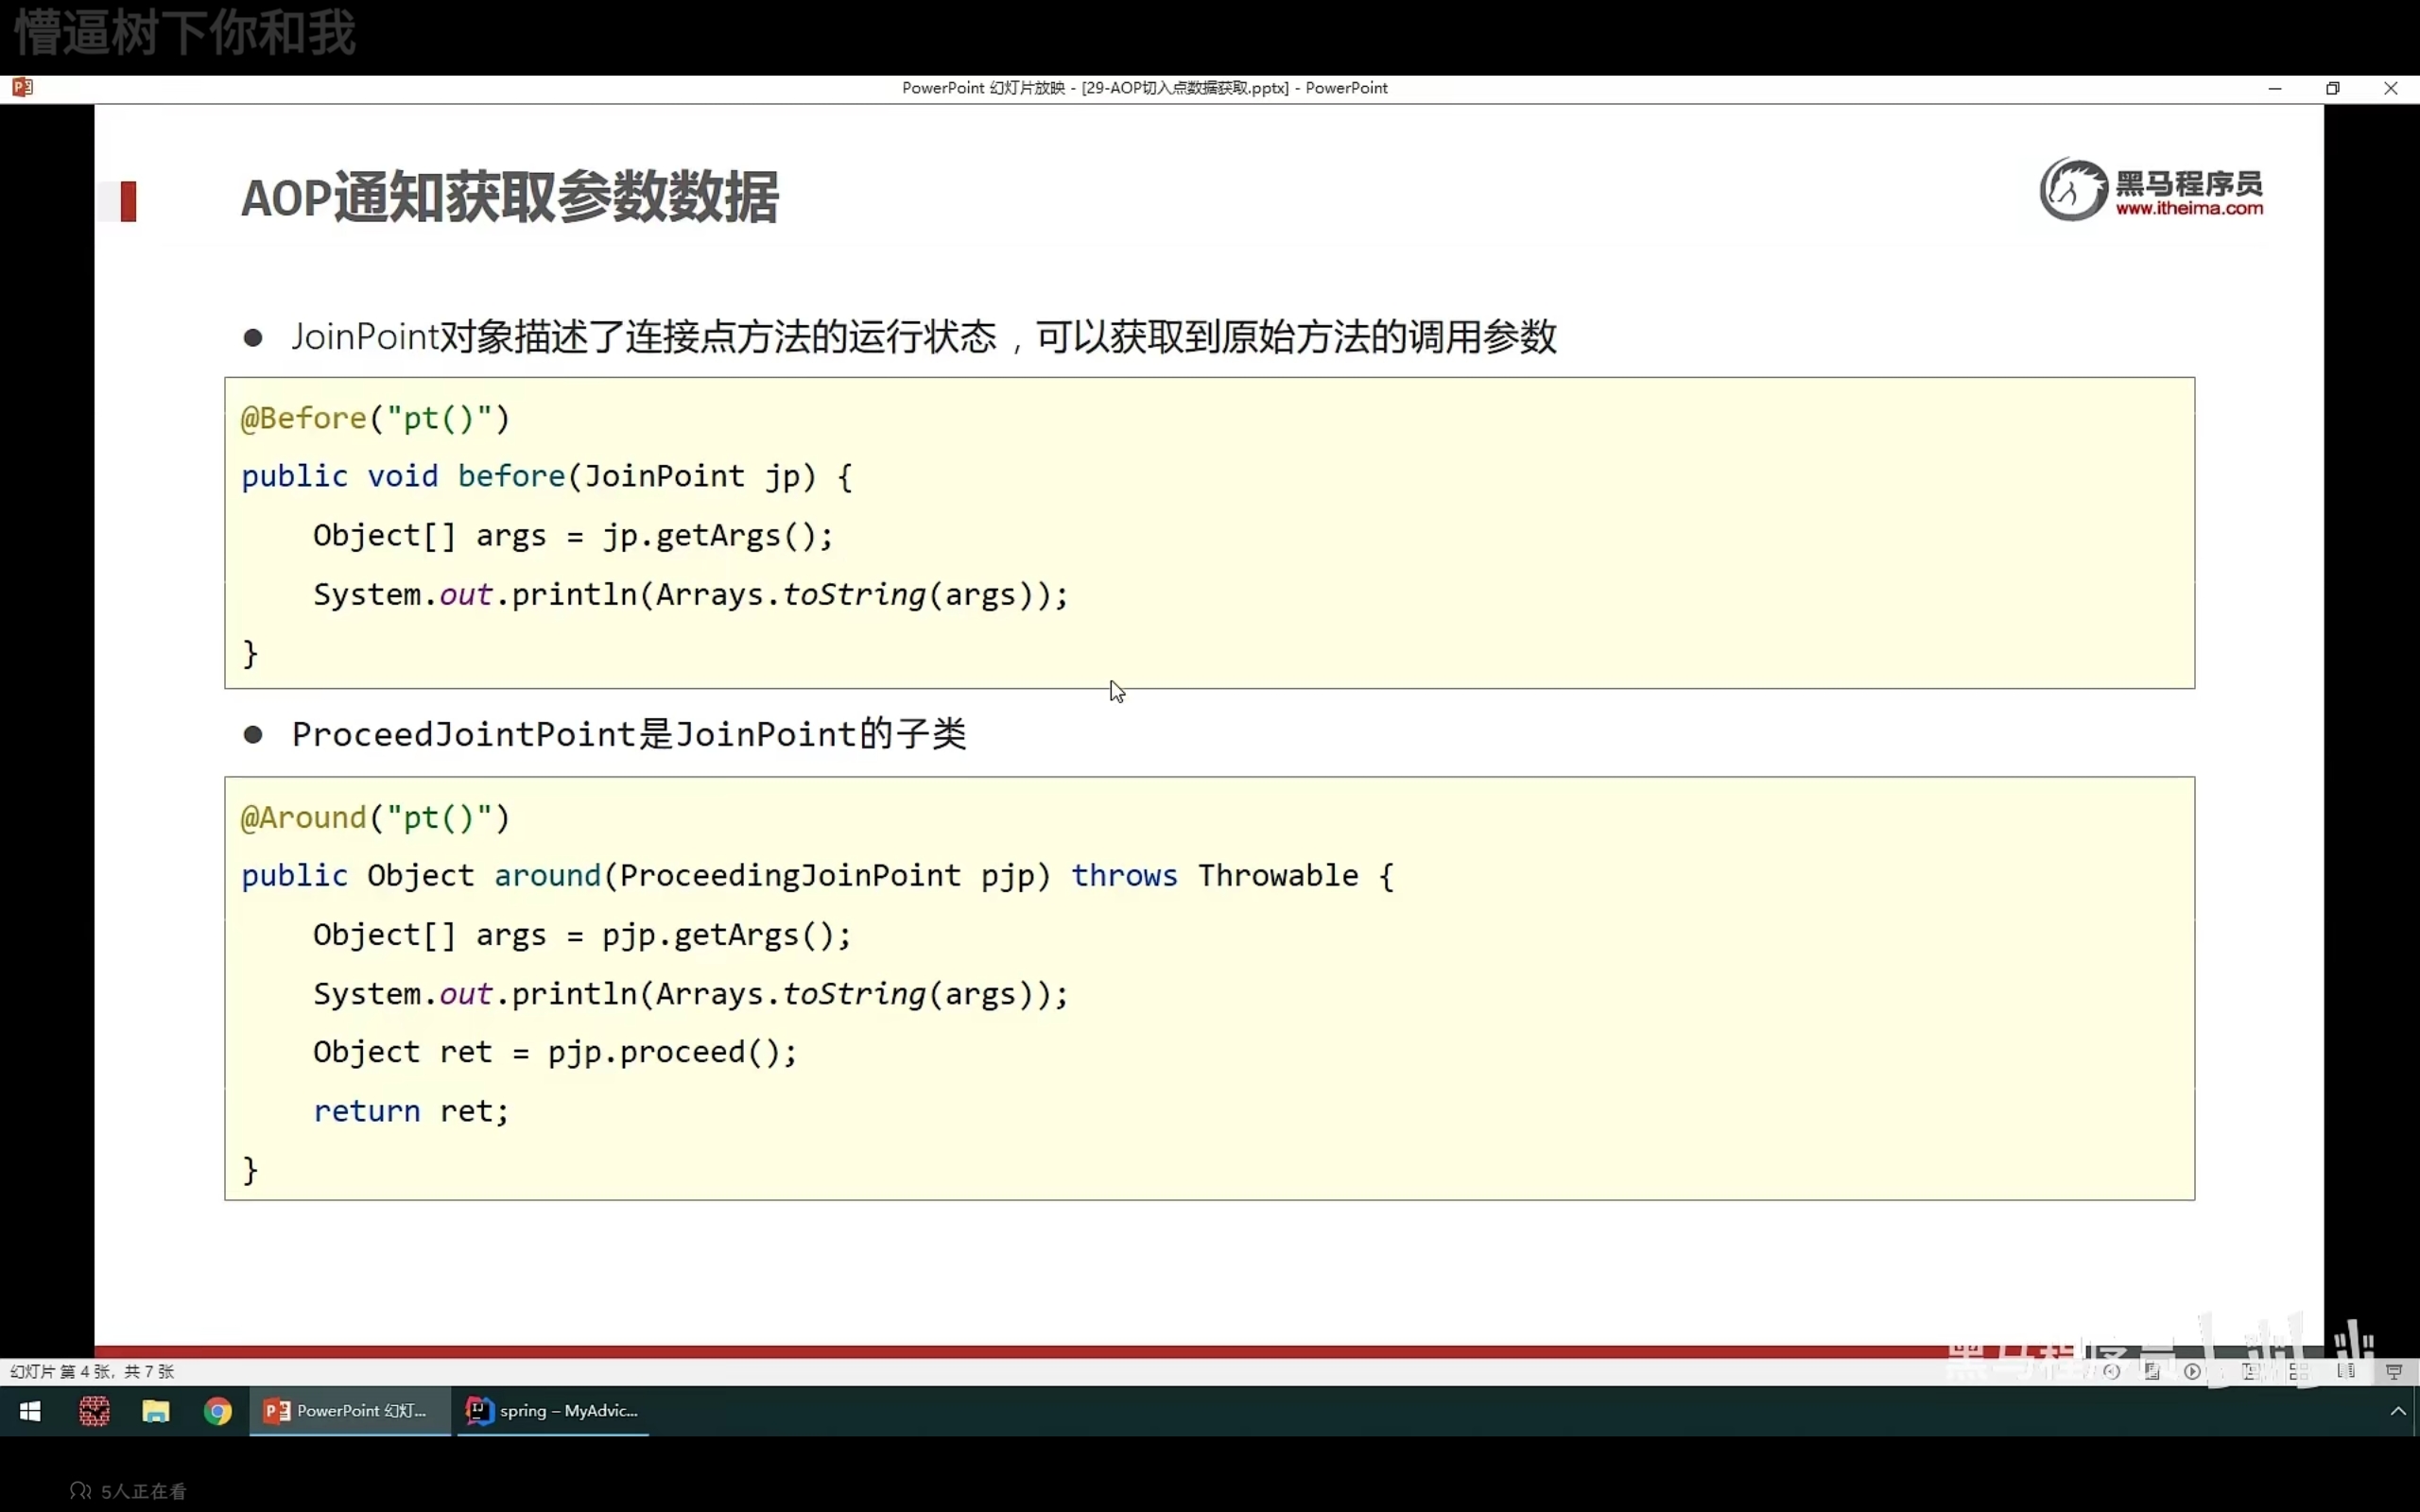 懵逼树下你和我
PowerPoint 幻灯片放映 - [29-AOP切入点数据获取.pptx] - PowerPoint
AOP通知获取参数数据
黑马程序员
www.itheima.com
● JoinPoint对象描述了连接点方法的运行状态，可以获取到原始方法的调用参数
@Before("pt()")
public void before(JoinPoint jp) {
    Object[] args = jp.getArgs();
    System.out.println(Arrays.toString(args));
}
● ProceedJointPoint是JoinPoint的子类
@Around("pt()")
public Object around(ProceedingJoinPoint pjp) throws Throwable {
    Object[] args = pjp.getArgs();
    System.out.println(Arrays.toString(args));
    Object ret = pjp.proceed();
    return ret;
}
黑马程序员
幻灯片 第 4 张，共 7 张
PowerPoint 幻灯...
spring – MyAdvic...
5人正在看